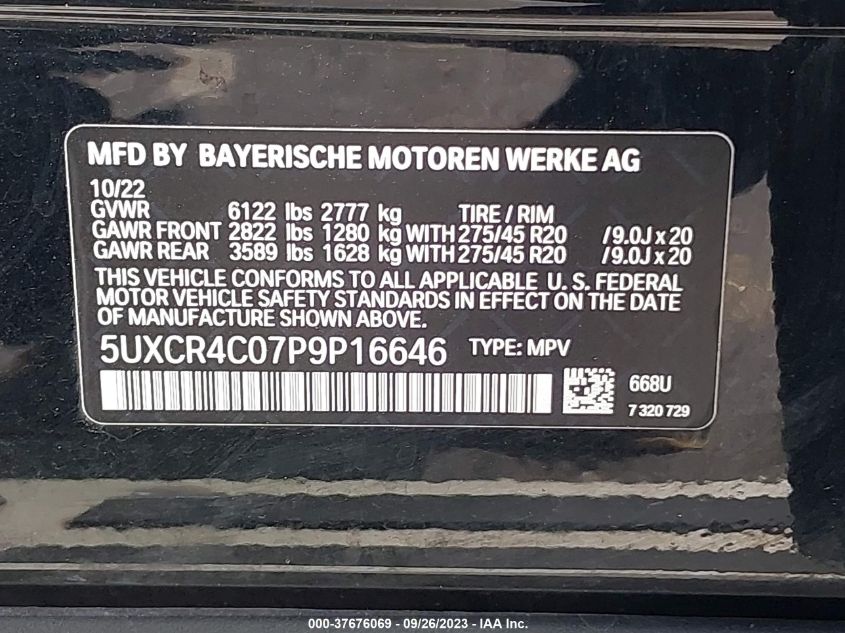 MFD BY BAYERISCHE MOTOREN WERKE AG
10/22
GVWR 6122 lbs 2777 kg TIRE / RIM
GAWR FRONT 2822 lbs 1280 kg WITH 275/45 R20 /9.0J x 20
GAWR REAR 3589 lbs 1628 kg WITH 275/45 R20 /9.0J x 20
THIS VEHICLE CONFORMS TO ALL APPLICABLE U. S. FEDERAL
MOTOR VEHICLE SAFETY STANDARDS IN EFFECT ON THE DATE
OF MANUFACTURE SHOWN ABOVE.
5UXCR4C07P9P16646 TYPE: MPV
668U
7 320 729
000-37676069 - 09/26/2023 - IAA Inc.